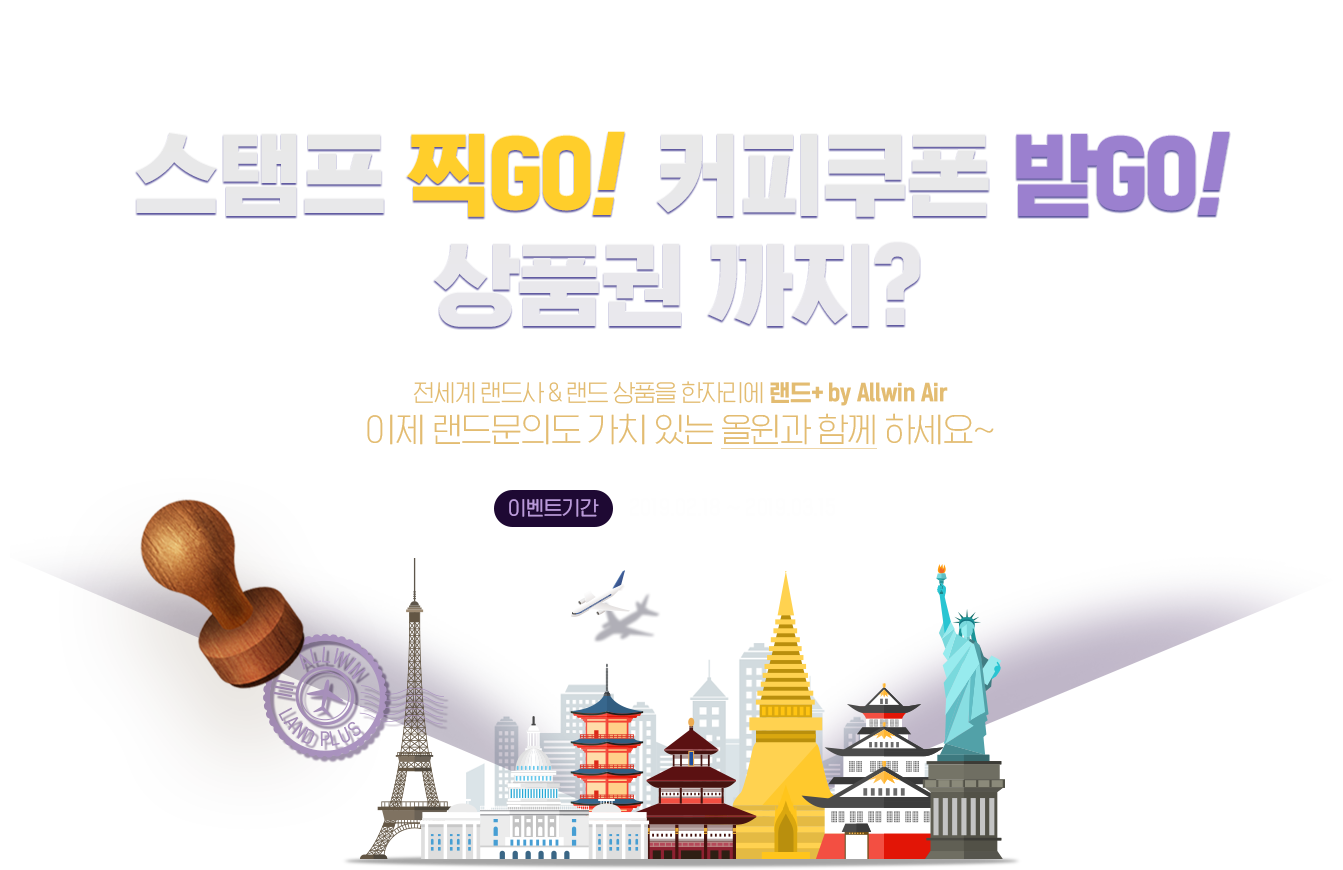 스탬프 찍GO! 커피쿠폰 받GO!
상품권 까지?
전세계 랜드사 & 랜드 상품을 한자리에 랜드+ by Allwin Air
이제 랜드문의도 가치 있는 올윈과 함께 하세요~
이벤트기간
ALLWIN
LAND PLUS